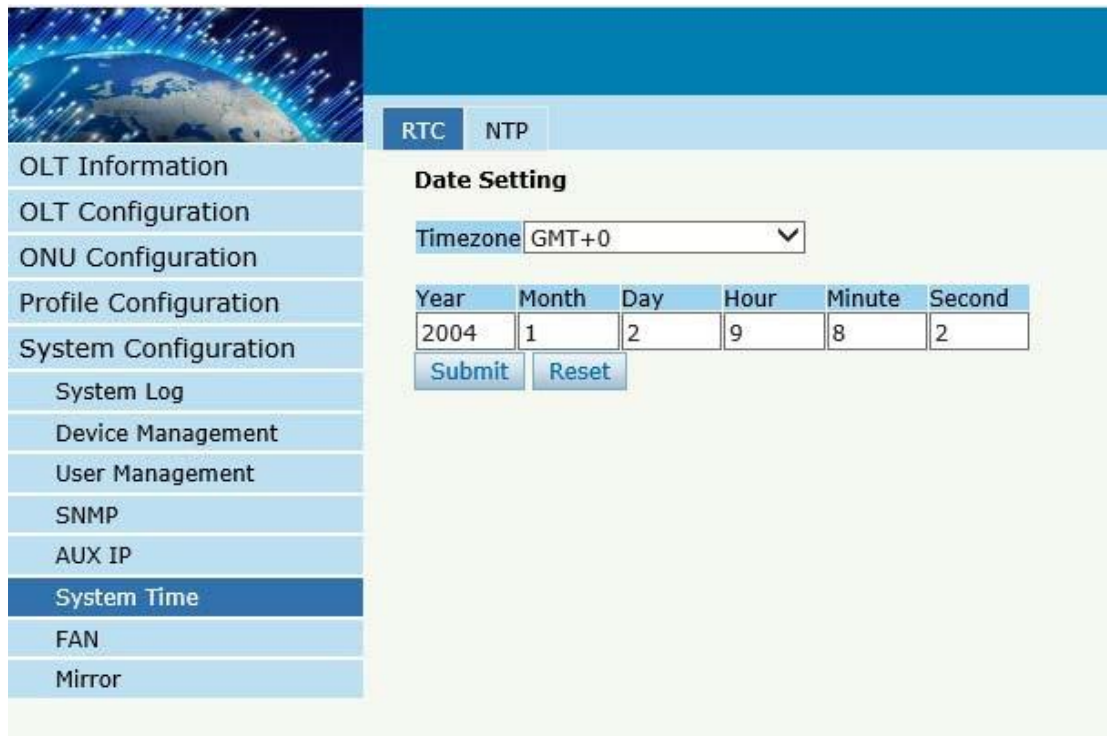 RTC NTP
OLT Information
OLT Configuration
ONU Configuration
Profile Configuration
System Configuration
System Log
Device Management
User Management
SNMP
AUX IP
System Time
FAN
Mirror
Date Setting
Timezone GMT+0
Year Month Day Hour Minute Second
2004 1 2 9 8 2
Submit Reset